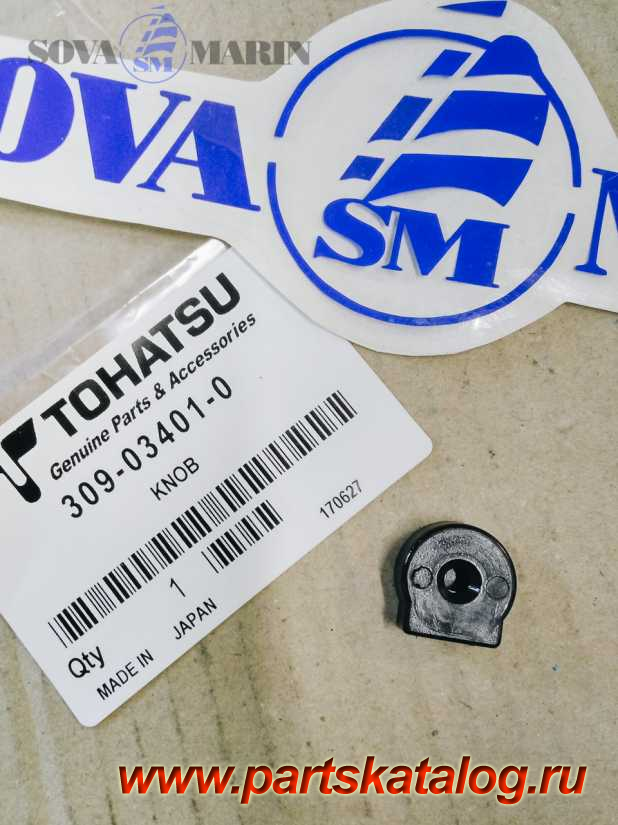 SOVA SM MARIN
OVA SM M
TOHATSU
Genuine Parts & Accessories
309-03401-0
KNOB
170627
Qty 1
MADE IN JAPAN
www.partskatalog.ru